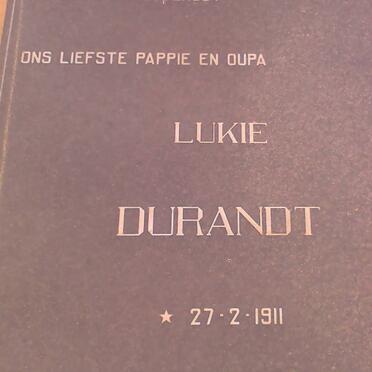 ONS LIEFSTE PAPPIE EN OUPA
LUKIE
DURANDT
★ 27-2-1911